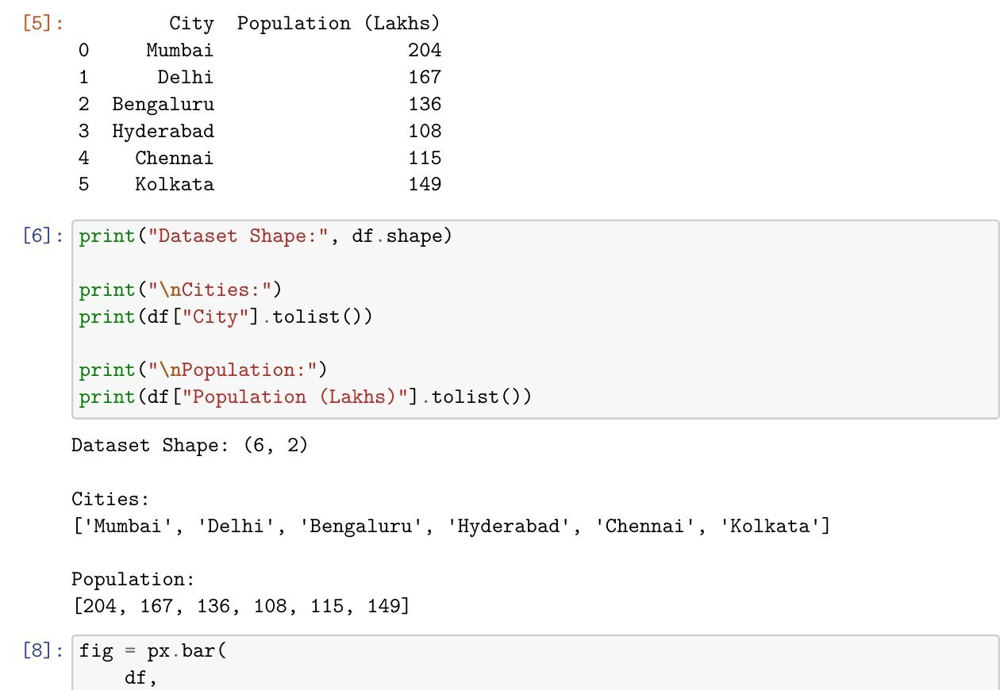 [5]: City Population (Lakhs)
0 Mumbai 204
1 Delhi 167
2 Bengaluru 136
3 Hyderabad 108
4 Chennai 115
5 Kolkata 149
[6]: print("Dataset Shape:", df.shape)
print("\nCities:")
print(df["City"].tolist())
print("\nPopulation:")
print(df["Population (Lakhs)"].tolist())
Dataset Shape: (6, 2)
Cities:
['Mumbai', 'Delhi', 'Bengaluru', 'Hyderabad', 'Chennai', 'Kolkata']
Population:
[204, 167, 136, 108, 115, 149]
[8]: fig = px.bar(
df,